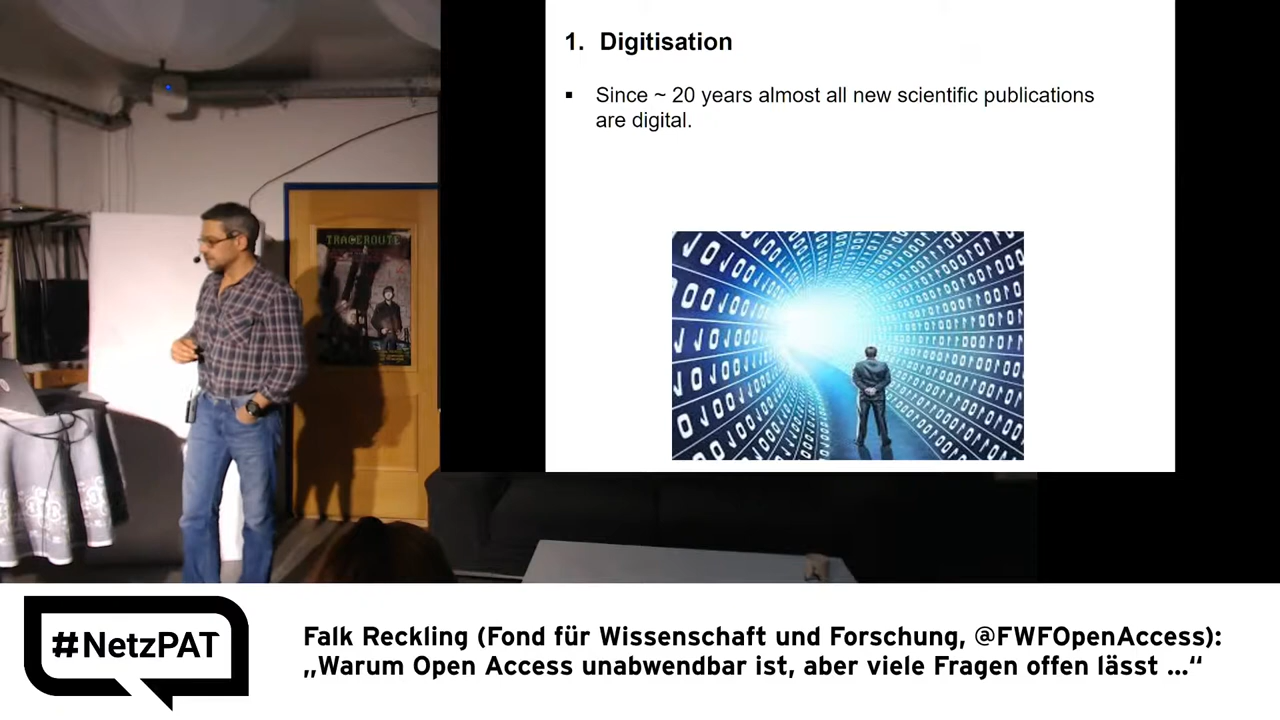 1. Digitisation
▪ Since ~ 20 years almost all new scientific publications
are digital.
TRACEROUTE
#NetzPAT
Falk Reckling (Fond für Wissenschaft und Forschung, @FWFOpenAccess):
„Warum Open Access unabwendbar ist, aber viele Fragen offen lässt ...“